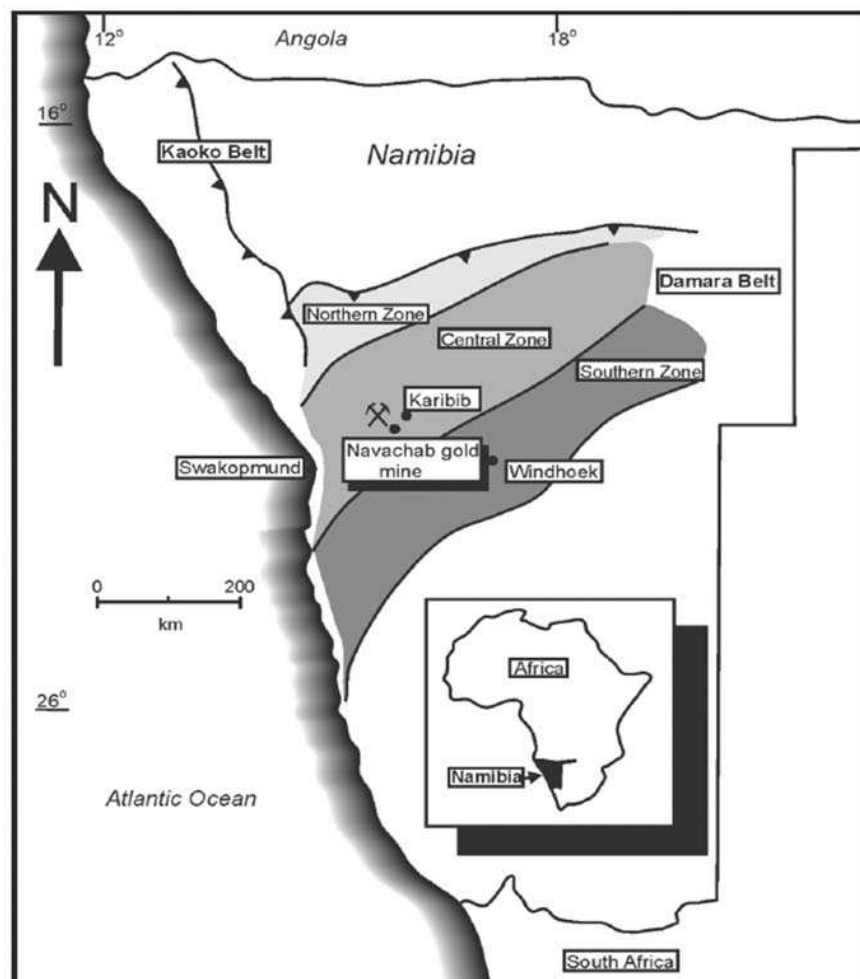 12°
Angola
18°
16°
Kaoko Belt
Namibia
N
Damara Belt
Northern Zone
Central Zone
Southern Zone
Karibib
Navachab gold
mine
Swakopmund
Windhoek
0
200
km
Africa
26°
Namibia
Atlantic Ocean
South Africa